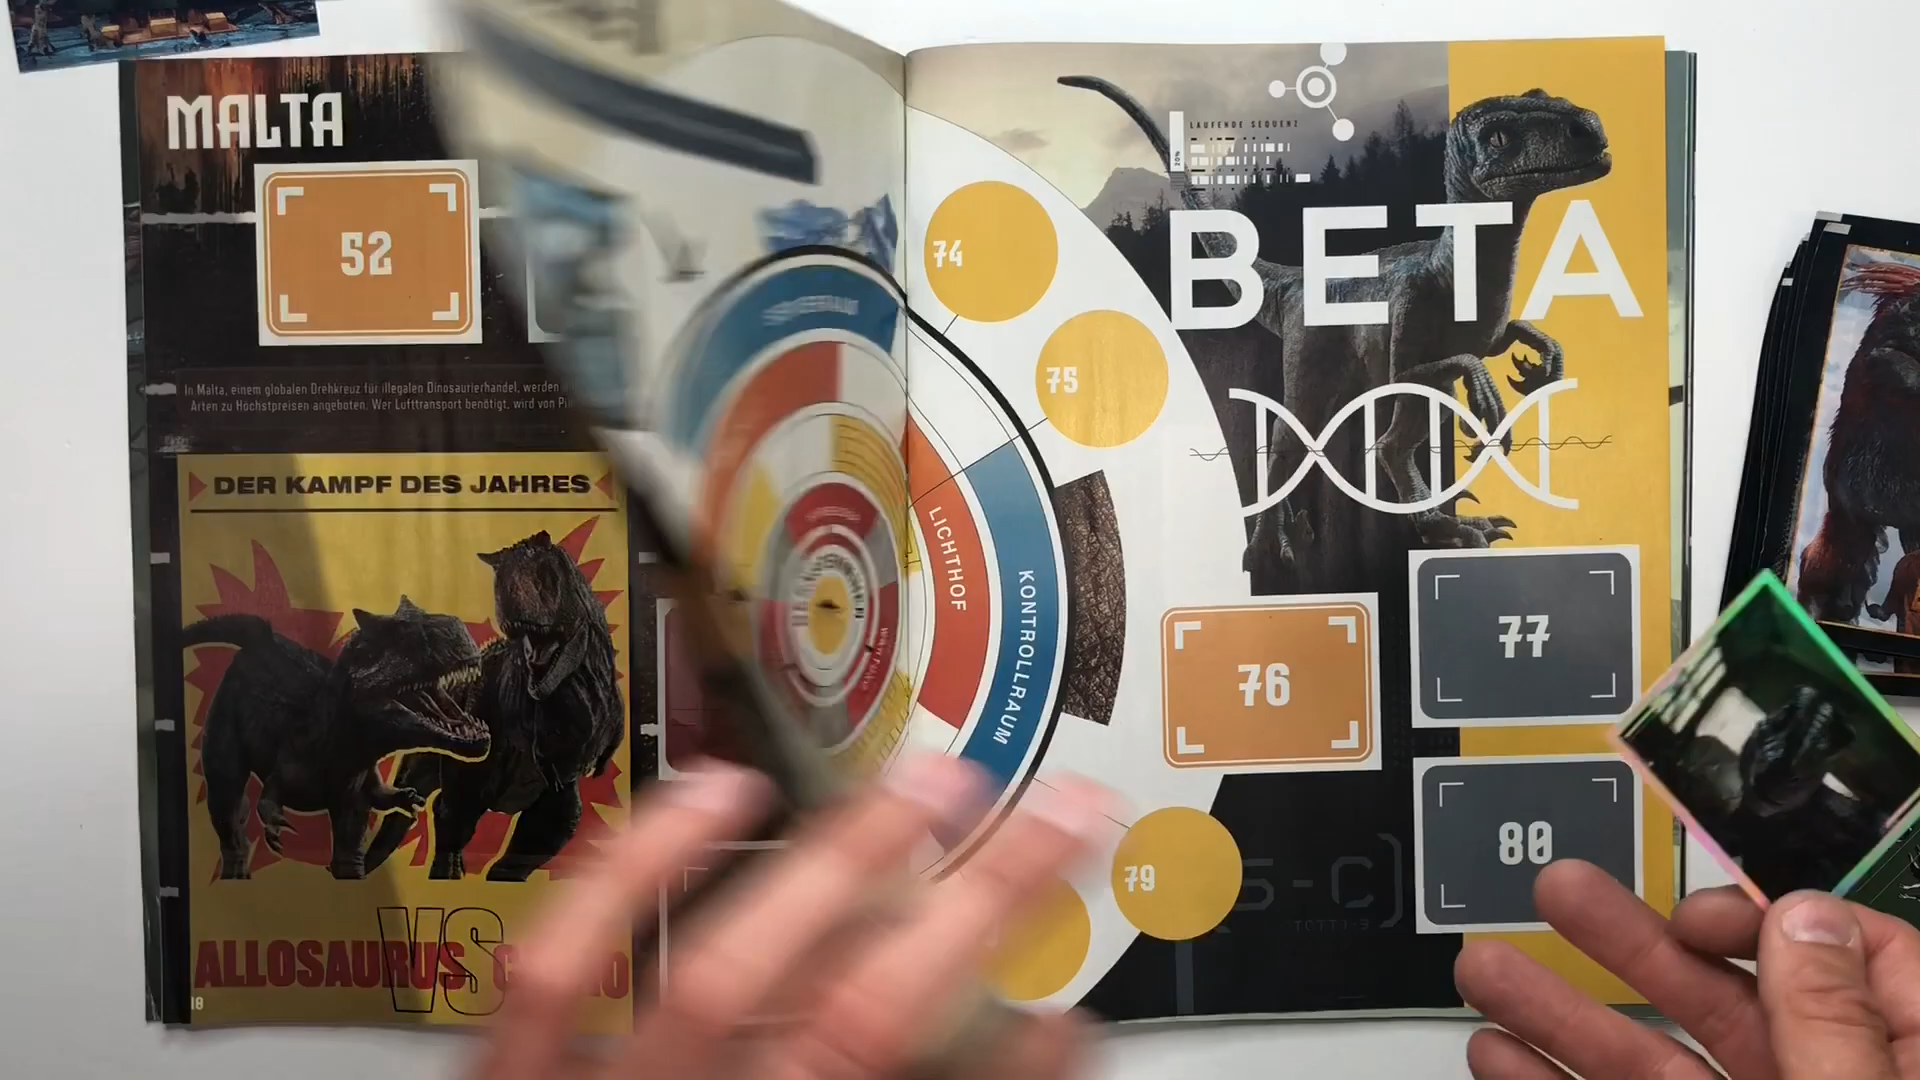 MALTA
52
In Malta, einem globalen Drehkreuz für illegalen Dinosaurierhandel, werden
Arten zu Höchstpreisen angeboten. Wer Lufttransport benötigt, wird von
DER KAMPF DES JAHRES
ALLOSAURUS
VS
18
74
75
LAUFENDE SEQUENZ
20%
BETA
LICHTHOF
KONTROLLRAUM
76
77
79
80